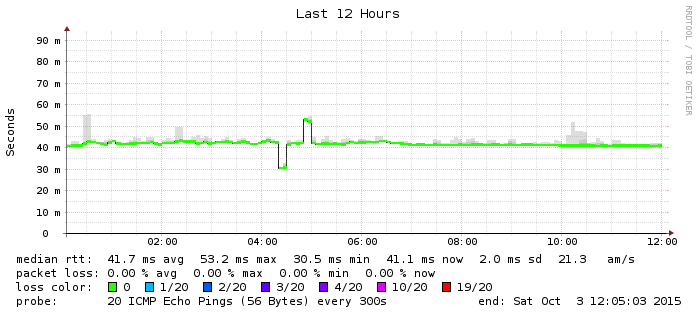 Last 12 Hours
RRDTOOL / TOBI OETIKER
Seconds
90 m
80 m
70 m
60 m
50 m
40 m
30 m
20 m
10 m
0
02:00 04:00 06:00 08:00 10:00 12:00
median rtt: 41.7 ms avg 53.2 ms max 30.5 ms min 41.1 ms now 2.0 ms sd 21.3 am/s
packet loss: 0.00 % avg 0.00 % max 0.00 % min 0.00 % now
loss color: 0 1/20 2/20 3/20 4/20 10/20 19/20
probe: 20 ICMP Echo Pings (56 Bytes) every 300s end: Sat Oct 3 12:05:03 2015